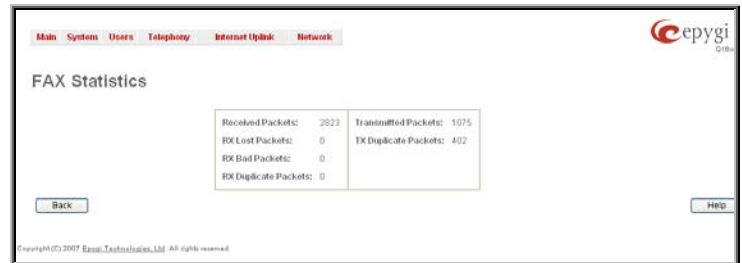 Main System Users Telephony Internet Uplink Network
epygi
FAX Statistics
Received Packets: 2823 Transmitted Packets: 1075
RX Lost Packets: 0 TX Duplicate Packets: 402
RX Bad Packets: 0
RX Duplicate Packets: 0
Back Help
Copyright (C) 2007 Epygi Technologies, Ltd. All rights reserved